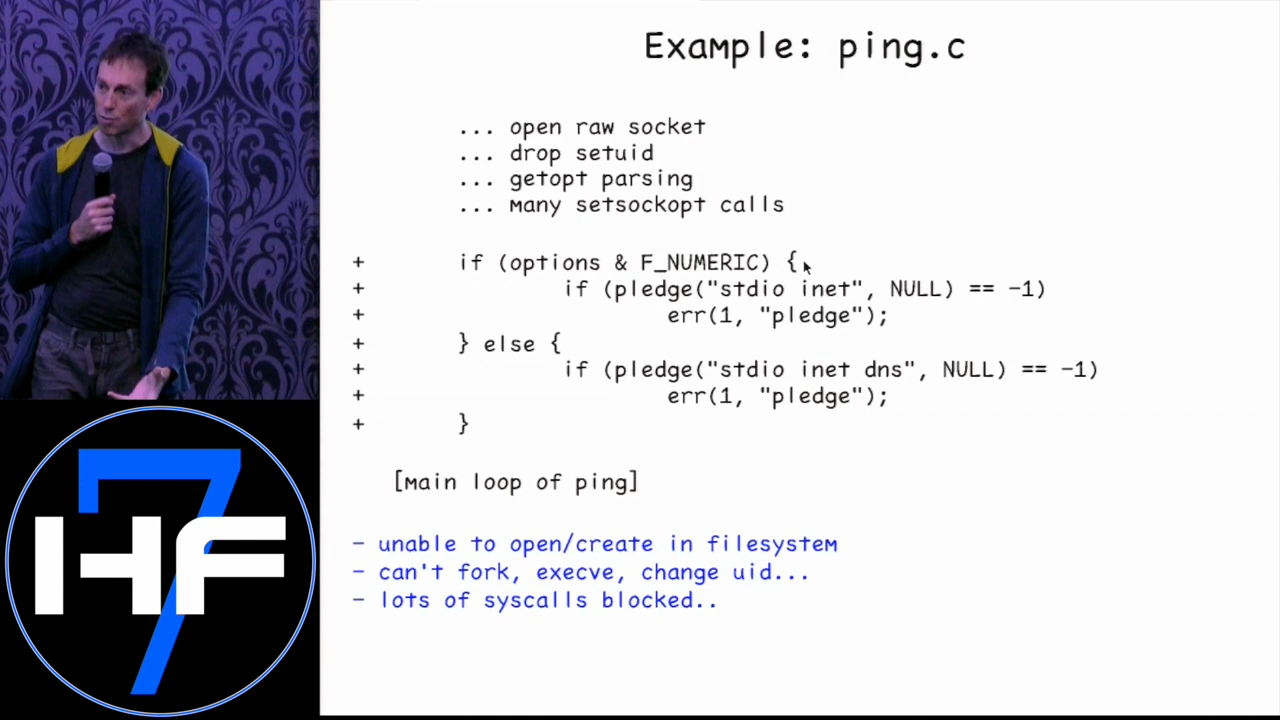 Example: ping.c
... open raw socket
... drop setuid
... getopt parsing
... many setsockopt calls
+ if (options & F_NUMERIC) {
+ if (pledge("stdio inet", NULL) == -1)
+ err(1, "pledge");
+ } else {
+ if (pledge("stdio inet dns", NULL) == -1)
+ err(1, "pledge");
+ }
[main loop of ping]
- unable to open/create in filesystem
- can't fork, execve, change uid...
- lots of syscalls blocked..
7
HF